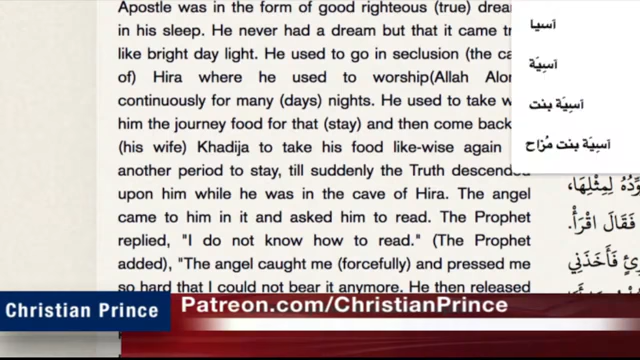 Apostle was in the form of good righteous (true) drea
in his sleep. He never had a dream but that it came tr
like bright day light. He used to go in seclusion (the ca
of) Hira where he used to worship(Allah Alon
continuously for many (days) nights. He used to take w
him the journey food for that (stay) and then come back
(his wife) Khadija to take his food like-wise again
another period to stay, till suddenly the Truth descended
upon him while he was in the cave of Hira. The angel
came to him in it and asked him to read. The Prophet
replied, "I do not know how to read." (The Prophet
added), "The angel caught me (forcefully) and pressed me
so hard that I could not bear it anymore. He then released
آسيا
آسِيَة
آسِيَة بنت
آسِيَة بنت مُزاح
لِمِثْلِهَا،
فَقَالَ اقْرَأْ.
فَأَخَذَنِي
Christian Prince
Patreon.com/ChristianPrince